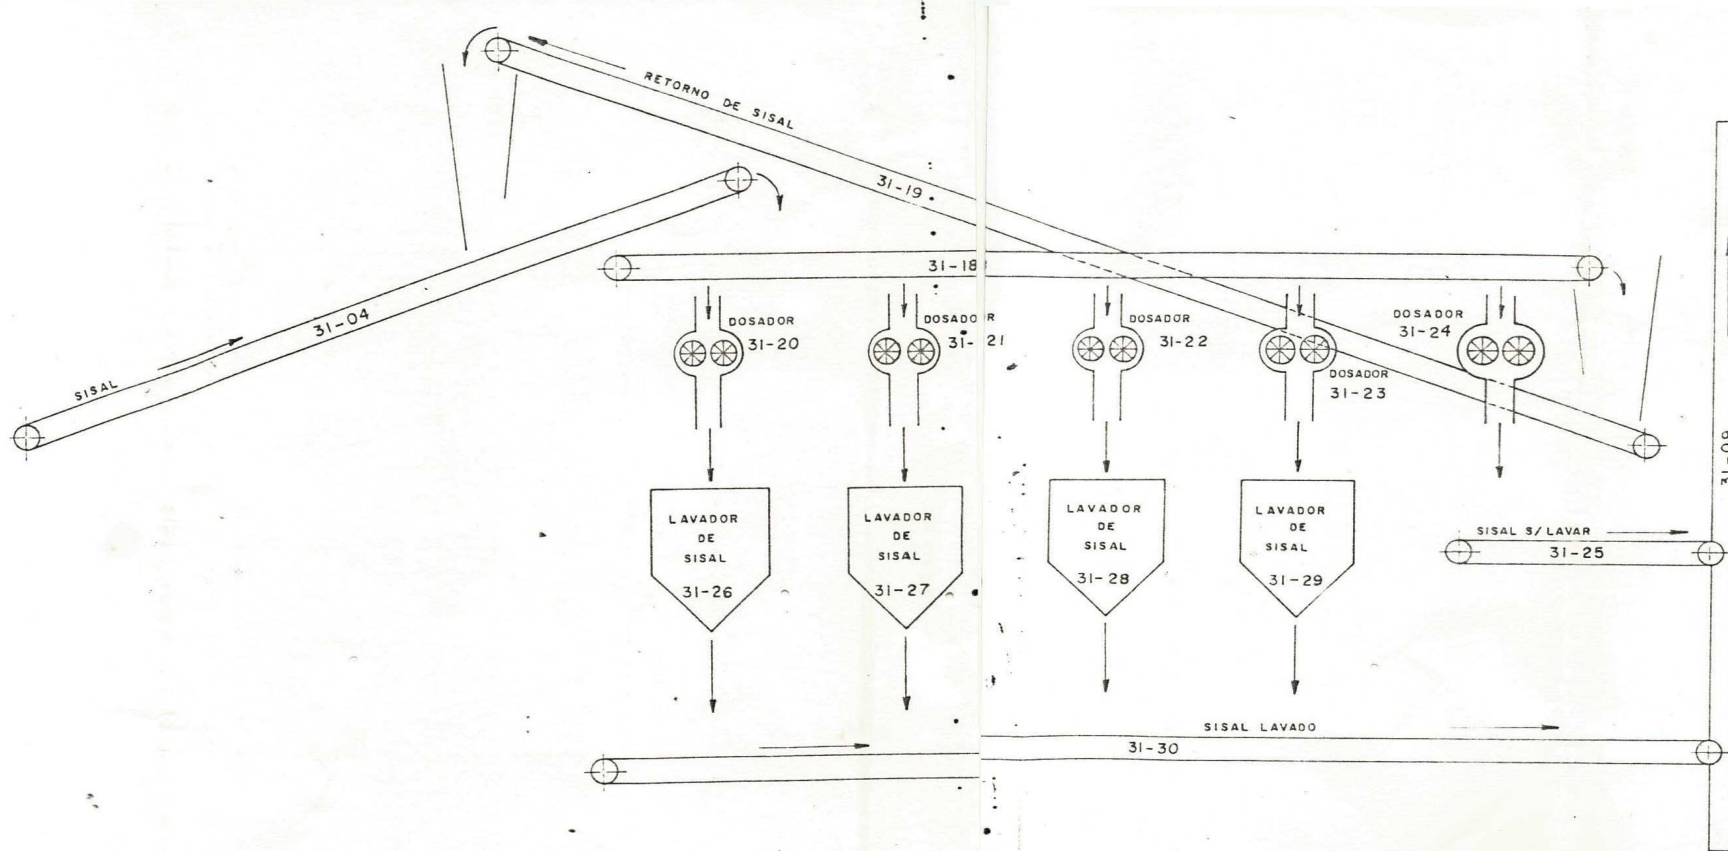 RETORNO DE SISAL
31-19
31-04
SISAL
31-18
DOSADOR
31-20
DOSADOR
31-21
DOSADOR
31-22
DOSADOR
31-23
DOSADOR
31-24
LAVADOR
DE
SISAL
31-26
LAVADOR
DE
SISAL
31-27
LAVADOR
DE
SISAL
31-28
LAVADOR
DE
SISAL
31-29
SISAL S/LAVAR
31-25
SISAL LAVADO
31-30